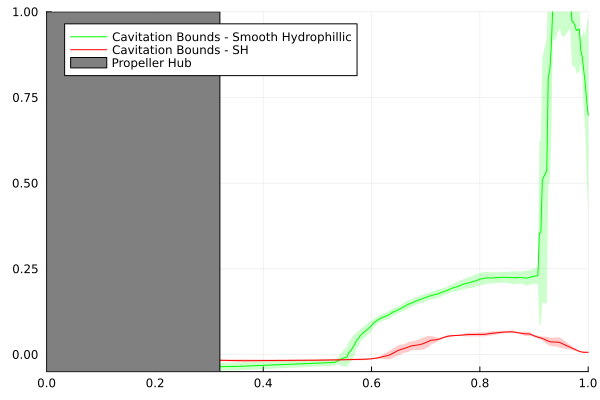 1.00
Cavitation Bounds - Smooth Hydrophillic
Cavitation Bounds - SH
Propeller Hub
0.75
0.50
0.25
0.00
0.0 0.2 0.4 0.6 0.8 1.0